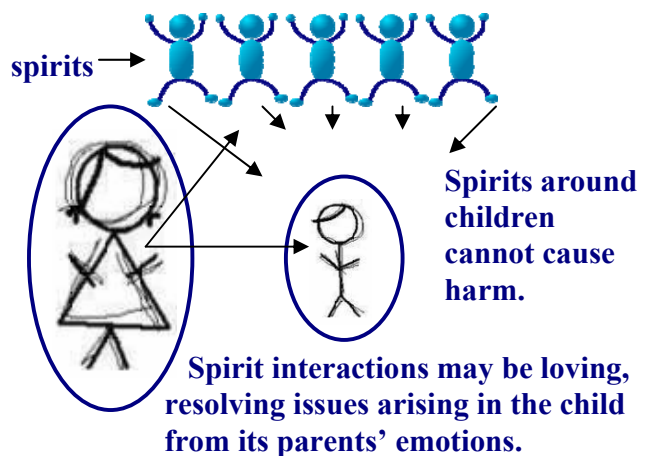 spirits
Spirits around
children
cannot cause
harm.
Spirit interactions may be loving,
resolving issues arising in the child
from its parents’ emotions.